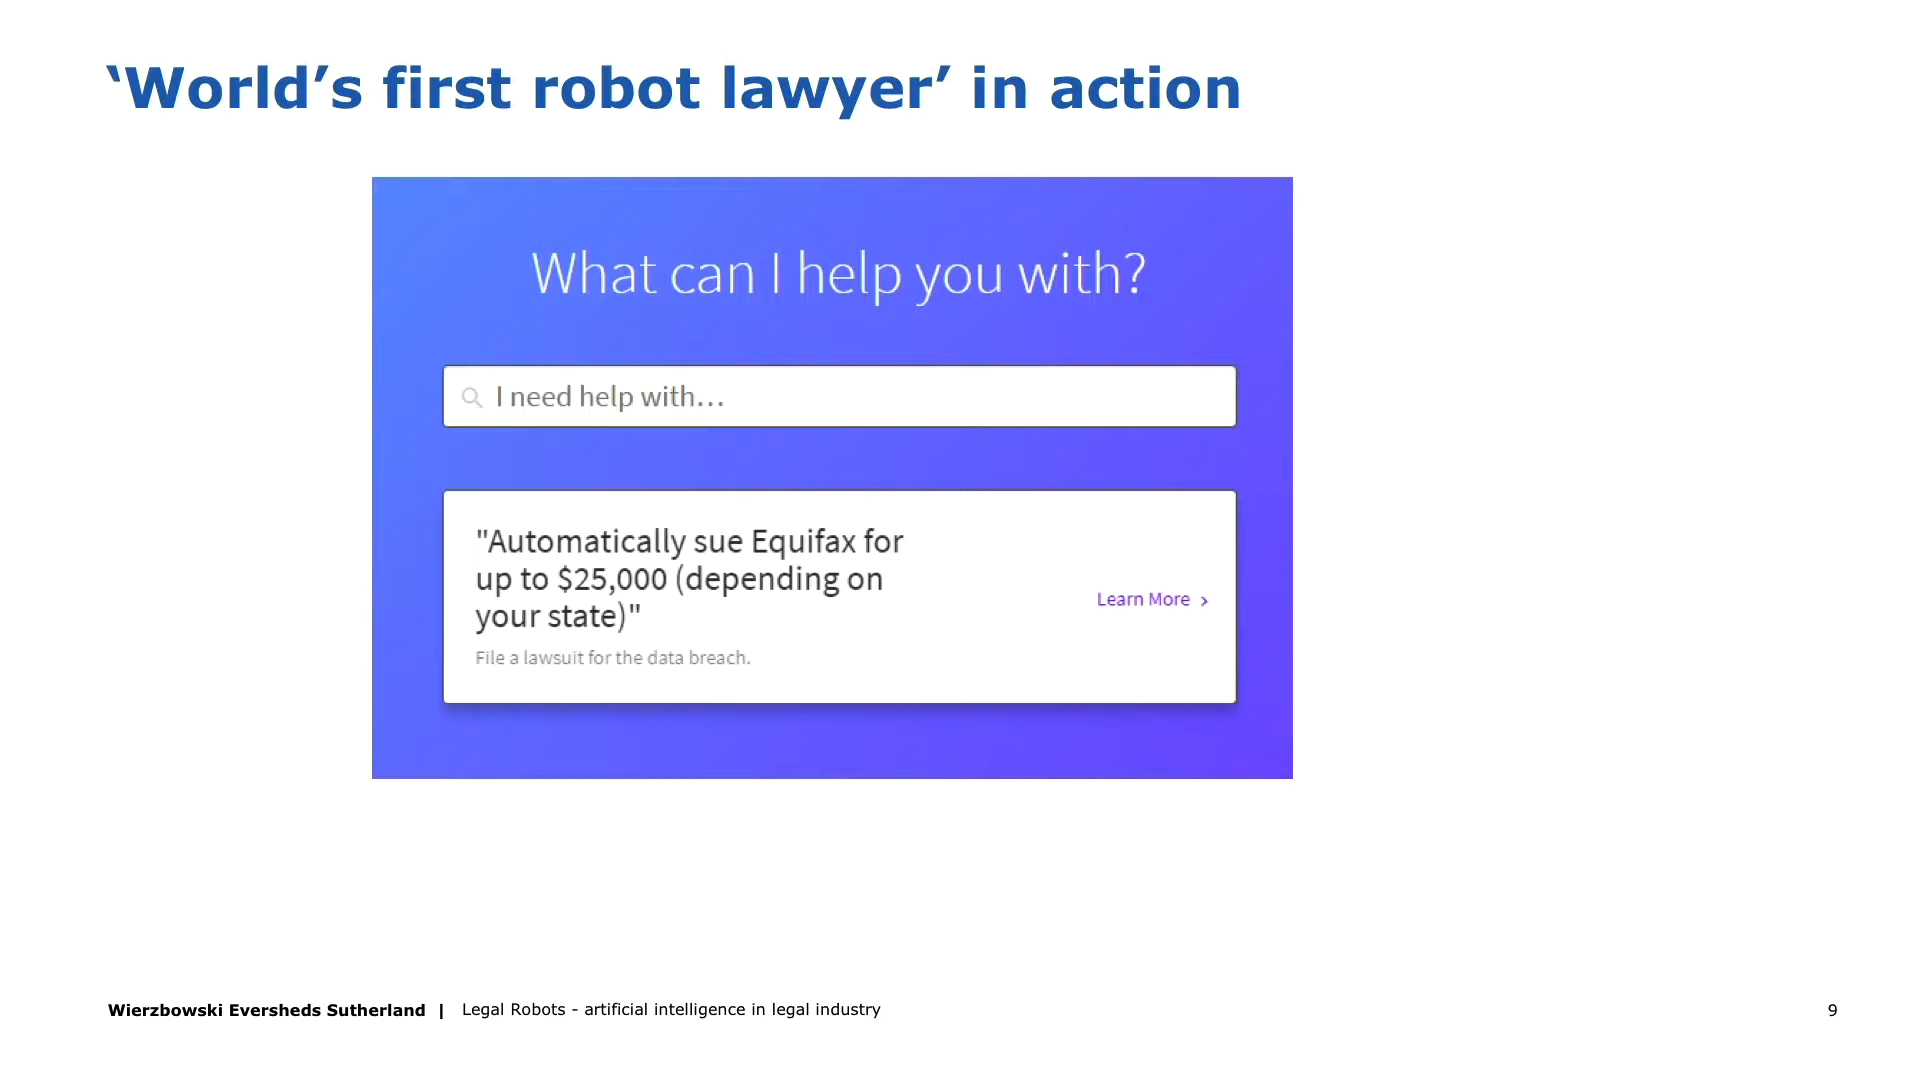 ‘World’s first robot lawyer’ in action
What can I help you with?
I need help with...
"Automatically sue Equifax for
up to $25,000 (depending on
your state)"
Learn More >
File a lawsuit for the data breach.
Wierzbowski Eversheds Sutherland | Legal Robots - artificial intelligence in legal industry
9